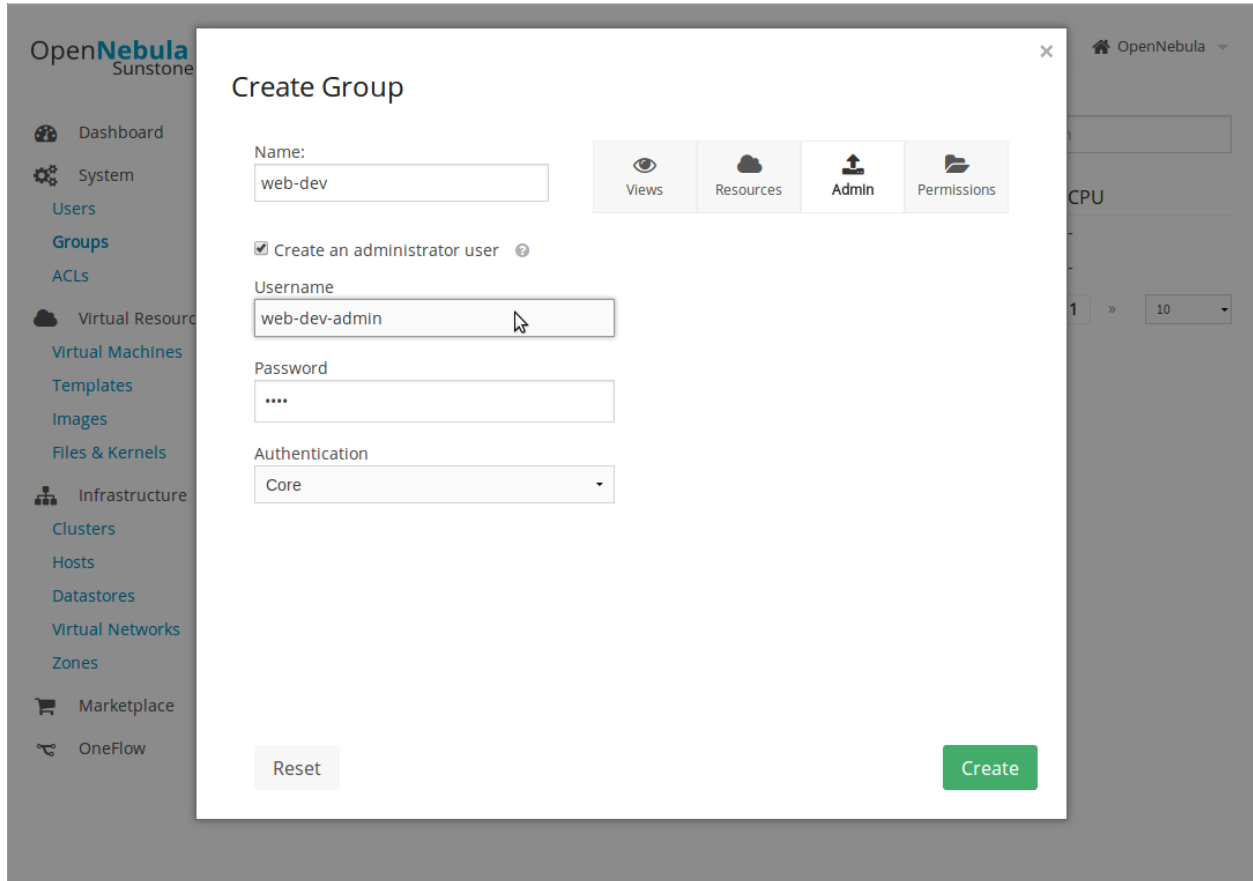 OpenNebula
Sunstone
OpenNebula
Dashboard
System
Users
Groups
ACLs
Virtual Resourc
Virtual Machines
Templates
Images
Files & Kernels
Infrastructure
Clusters
Hosts
Datastores
Virtual Networks
Zones
Marketplace
OneFlow
×
Create Group
Name:
web-dev
Views
Resources
Admin
Permissions
Create an administrator user ?
Username
web-dev-admin
Password
••••
Authentication
Core
Reset
Create
CPU
-
-
1 » 10